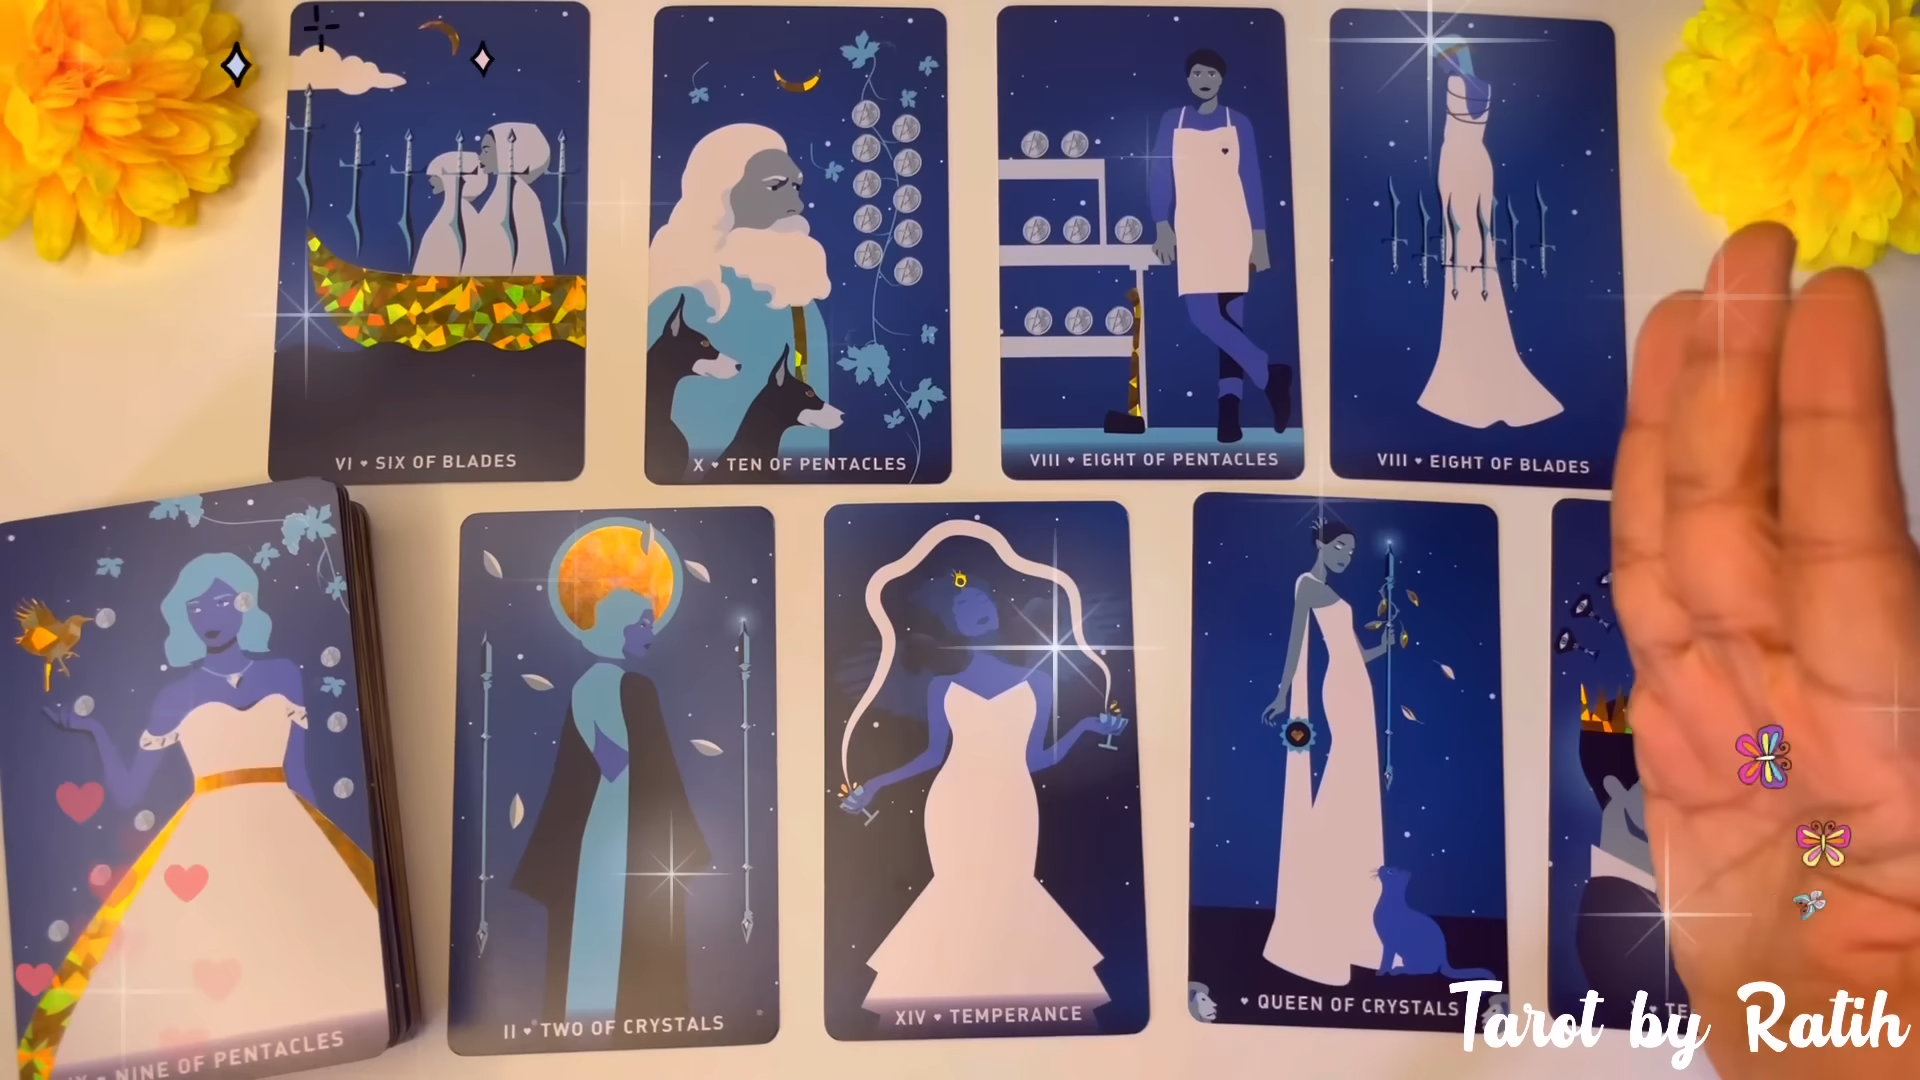 VI ♥ SIX OF BLADES
X ♥ TEN OF PENTACLES
VIII ♥ EIGHT OF PENTACLES
VIII ♥ EIGHT OF BLADES
NINE OF PENTACLES
II ♥ TWO OF CRYSTALS
XIV ♥ TEMPERANCE
♥ QUEEN OF CRYSTALS
Tarot by Ratih